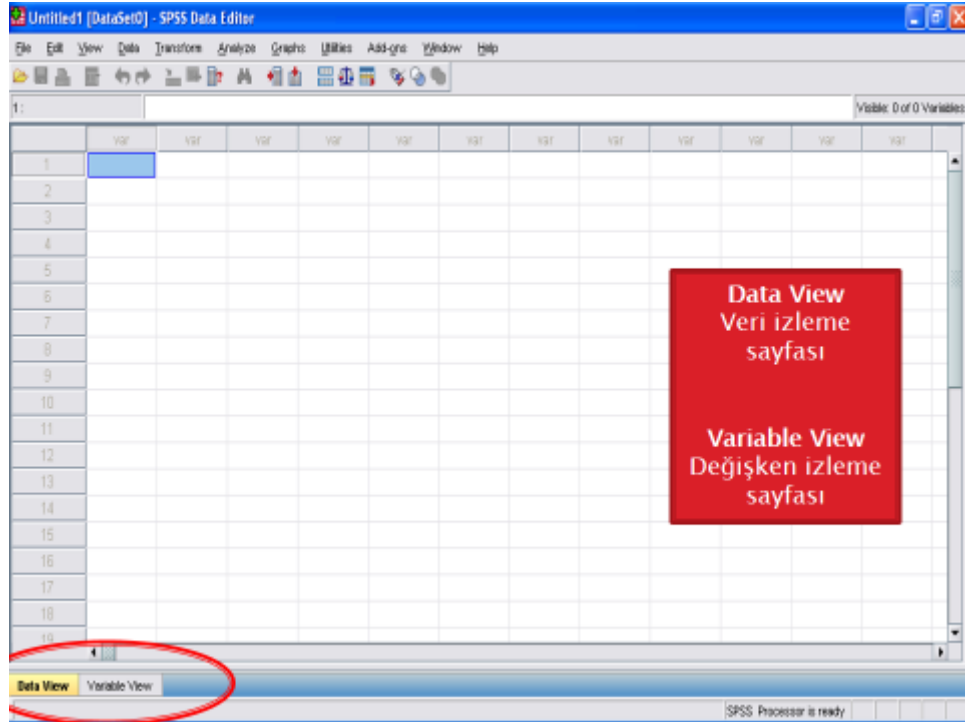 Untitled1 [DataSet0] - SPSS Data Editor
File Edit View Data Transform Analyze Graphs Utilities Add-ons Window Help
1 :
Visible: 0 of 0 Variables
var var var var var var var var var var var var
1
2
3
4
5
6
7
8
9
10
11
12
13
14
15
16
17
18
19
Data View
Veri izleme
sayfası
Variable View
Değişken izleme
sayfası
Data View Variable View
SPSS Processor is ready